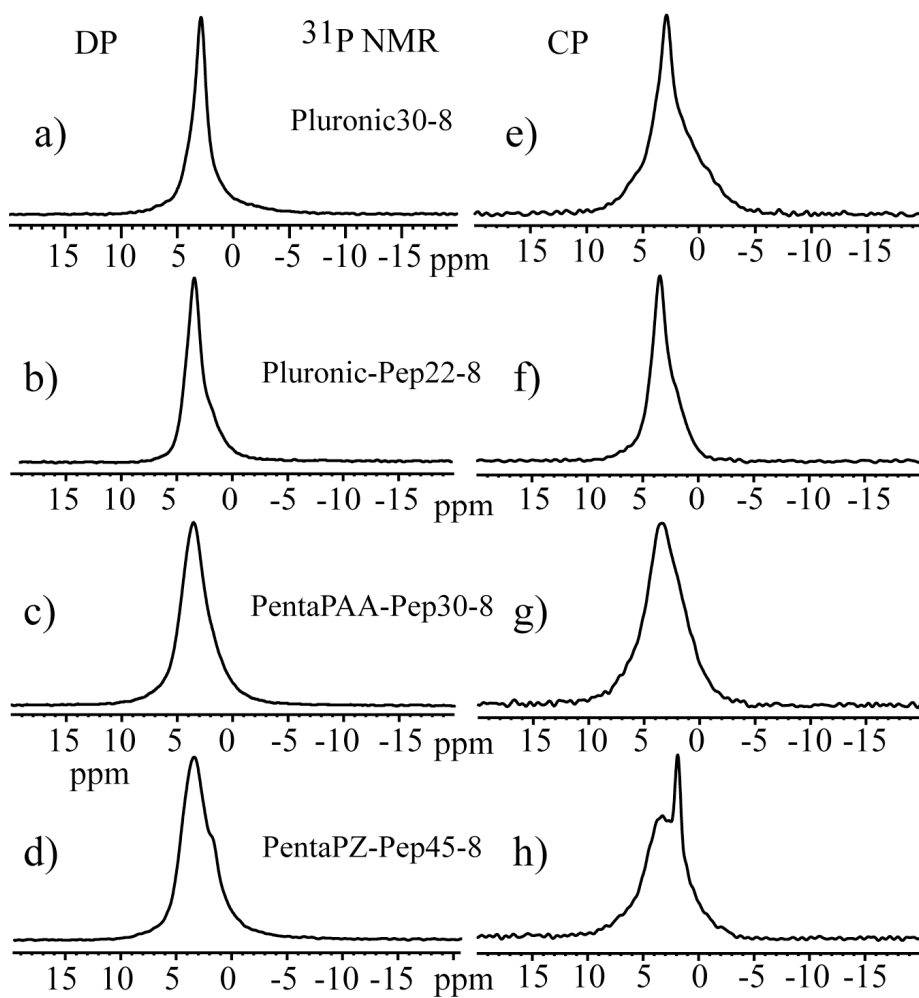 DP 31P NMR CP
Pluronic30-8
a) e)
15 10 5 0 -5 -10 -15 ppm 15 10 5 0 -5 -10 -15
b) Pluronic-Pep22-8 f)
15 10 5 0 -5 -10 -15 ppm 15 10 5 0 -5 -10 -15
c) PentaPAA-Pep30-8 g)
15 10 5 0 -5 -10 -15 ppm 15 10 5 0 -5 -10 -15
ppm
d) PentaPZ-Pep45-8 h)
15 10 5 0 -5 -10 -15 ppm 15 10 5 0 -5 -10 -15